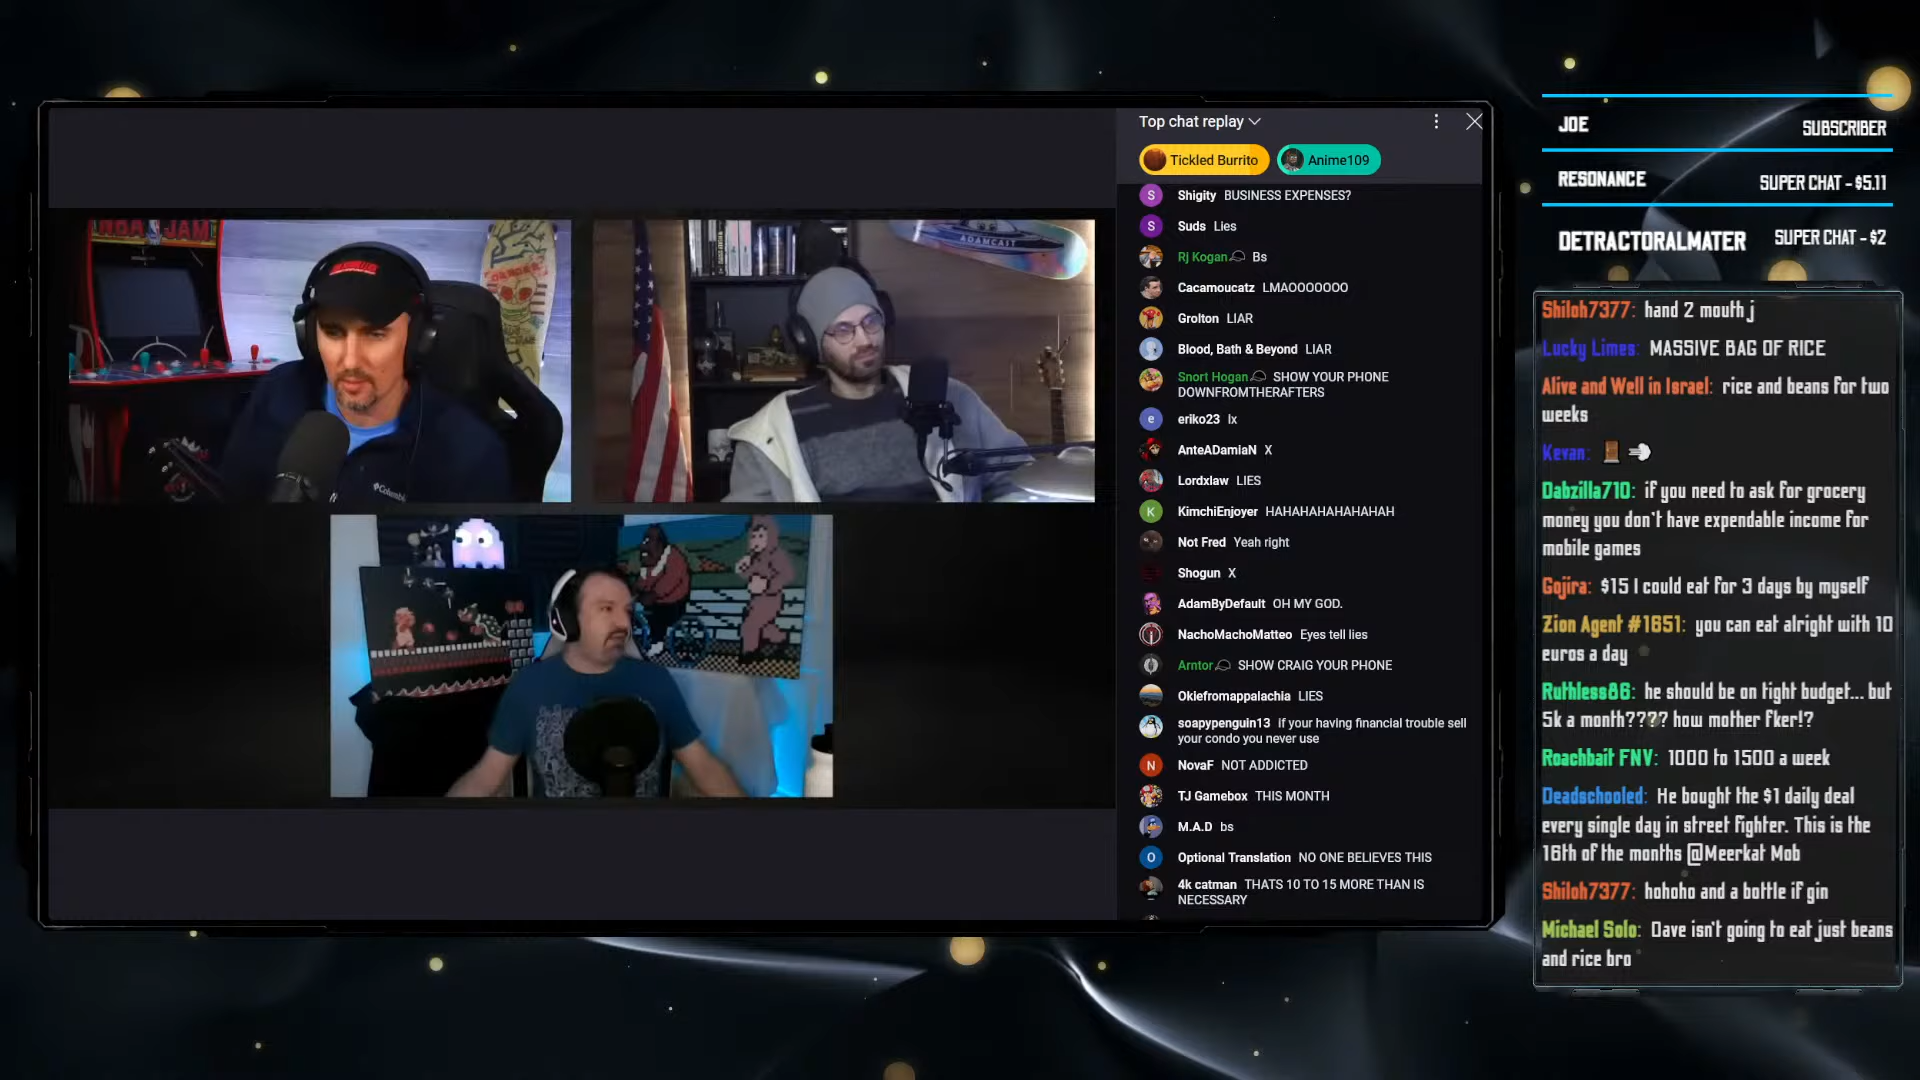 NBA JAM
ADAMCAST
Columbia
Top chat replay
Tickled Burrito
Anime109
Shigity BUSINESS EXPENSES?
Suds Lies
Rj Kogan Bs
Cacamoucatz LMAOOOOOOO
Grolton LIAR
Blood, Bath & Beyond LIAR
Snort Hogan SHOW YOUR PHONE
DOWNFROMTHERAFTERS
eriko23 Ix
AnteADamiaN X
Lordxlaw LIES
KimchiEnjoyer HAHAHAHAHAHAH
Not Fred Yeah right
Shogun X
AdamByDefault OH MY GOD.
NachoMachoMatteo Eyes tell lies
Arntor SHOW CRAIG YOUR PHONE
Oklefromappalachia LIES
soapypenguin13 if your having financial trouble sell
your condo you never use
NovaF NOT ADDICTED
TJ Gamebox THIS MONTH
M.A.D bs
Optional Translation NO ONE BELIEVES THIS
4k catman THATS 10 TO 15 MORE THAN IS
NECESSARY
JOE SUBSCRIBER
RESONANCE SUPER CHAT - $5.11
DETRACTORALMATER SUPER CHAT - $2
Shiloh7377: hand 2 mouth j
Lucky Limes: MASSIVE BAG OF RICE
Alive and Well in Israel: rice and beans for two
weeks
Kevan: 🚪💨
Dabzilla710: if you need to ask for grocery
money you don't have expendable income for
mobile games
Gojira: $15 I could eat for 3 days by myself
Zion Agent #1651: you can eat alright with 10
euros a day
Ruthless86: he should be on tight budget... but
5k a month???? how mother fker!?
Roachbait FNV: 1000 to 1500 a week
Deadschooled: He bought the $1 daily deal
every single day in street fighter. This is the
16th of the months @Meerkat Mob
Shiloh7377: hohoho and a bottle if gin
Michael Solo: Dave isn't going to eat just beans
and rice bro